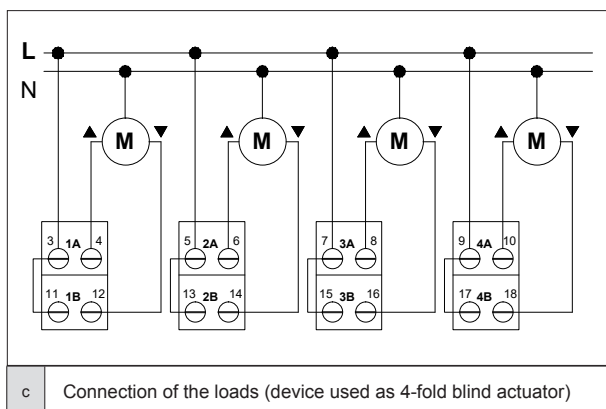 L
N
▲ M ▼ ▲ M ▼ ▲ M ▼ ▲ M ▼
3 1A 4 5 2A 6 7 3A 8 9 4A 10
11 1B 12 13 2B 14 15 3B 16 17 4B 18
c Connection of the loads (device used as 4-fold blind actuator)